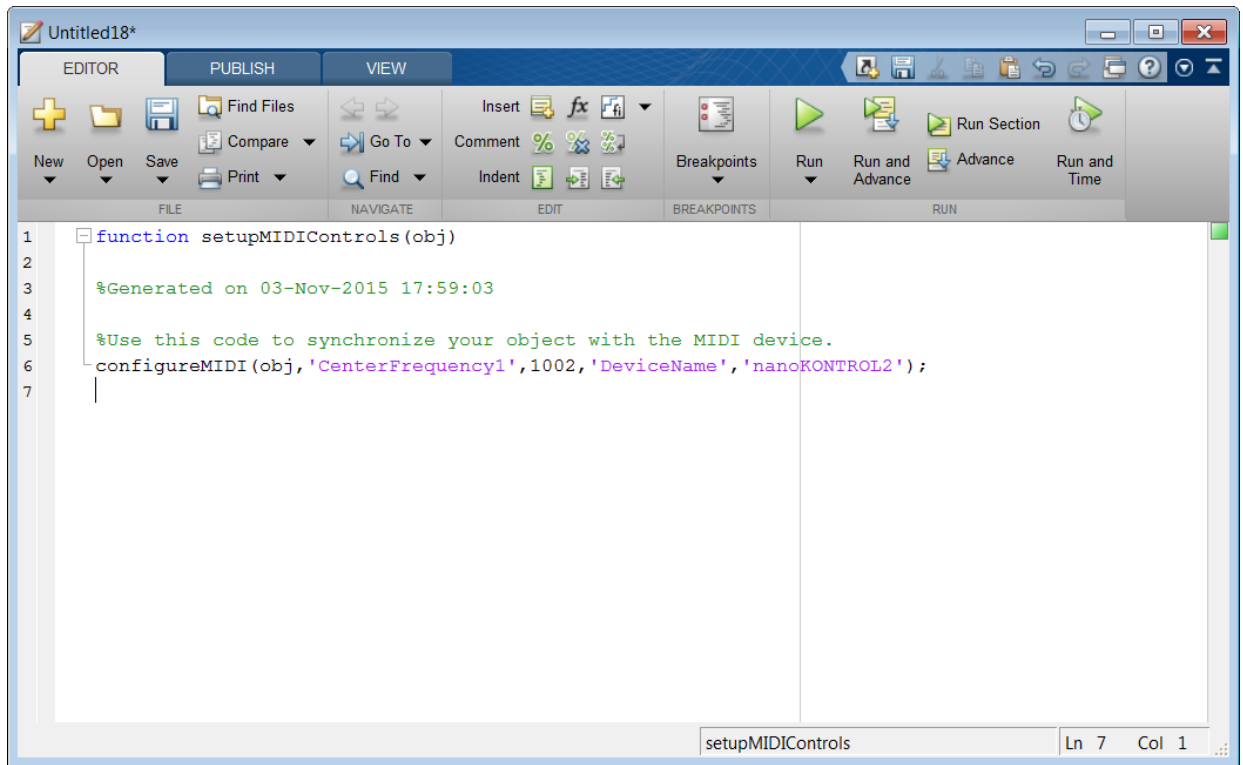 Untitled18*
EDITOR PUBLISH VIEW
Find Files Insert fx fi
Compare Go To Comment % % % Run Section
New Open Save Print Find Indent Breakpoints Run Run and Advance Advance Run and Time
FILE NAVIGATE EDIT BREAKPOINTS RUN
1 function setupMIDIControls(obj)
2
3 %Generated on 03-Nov-2015 17:59:03
4
5 %Use this code to synchronize your object with the MIDI device.
6 configureMIDI(obj,'CenterFrequency1',1002,'DeviceName','nanoKONTROL2');
7
setupMIDIControls Ln 7 Col 1